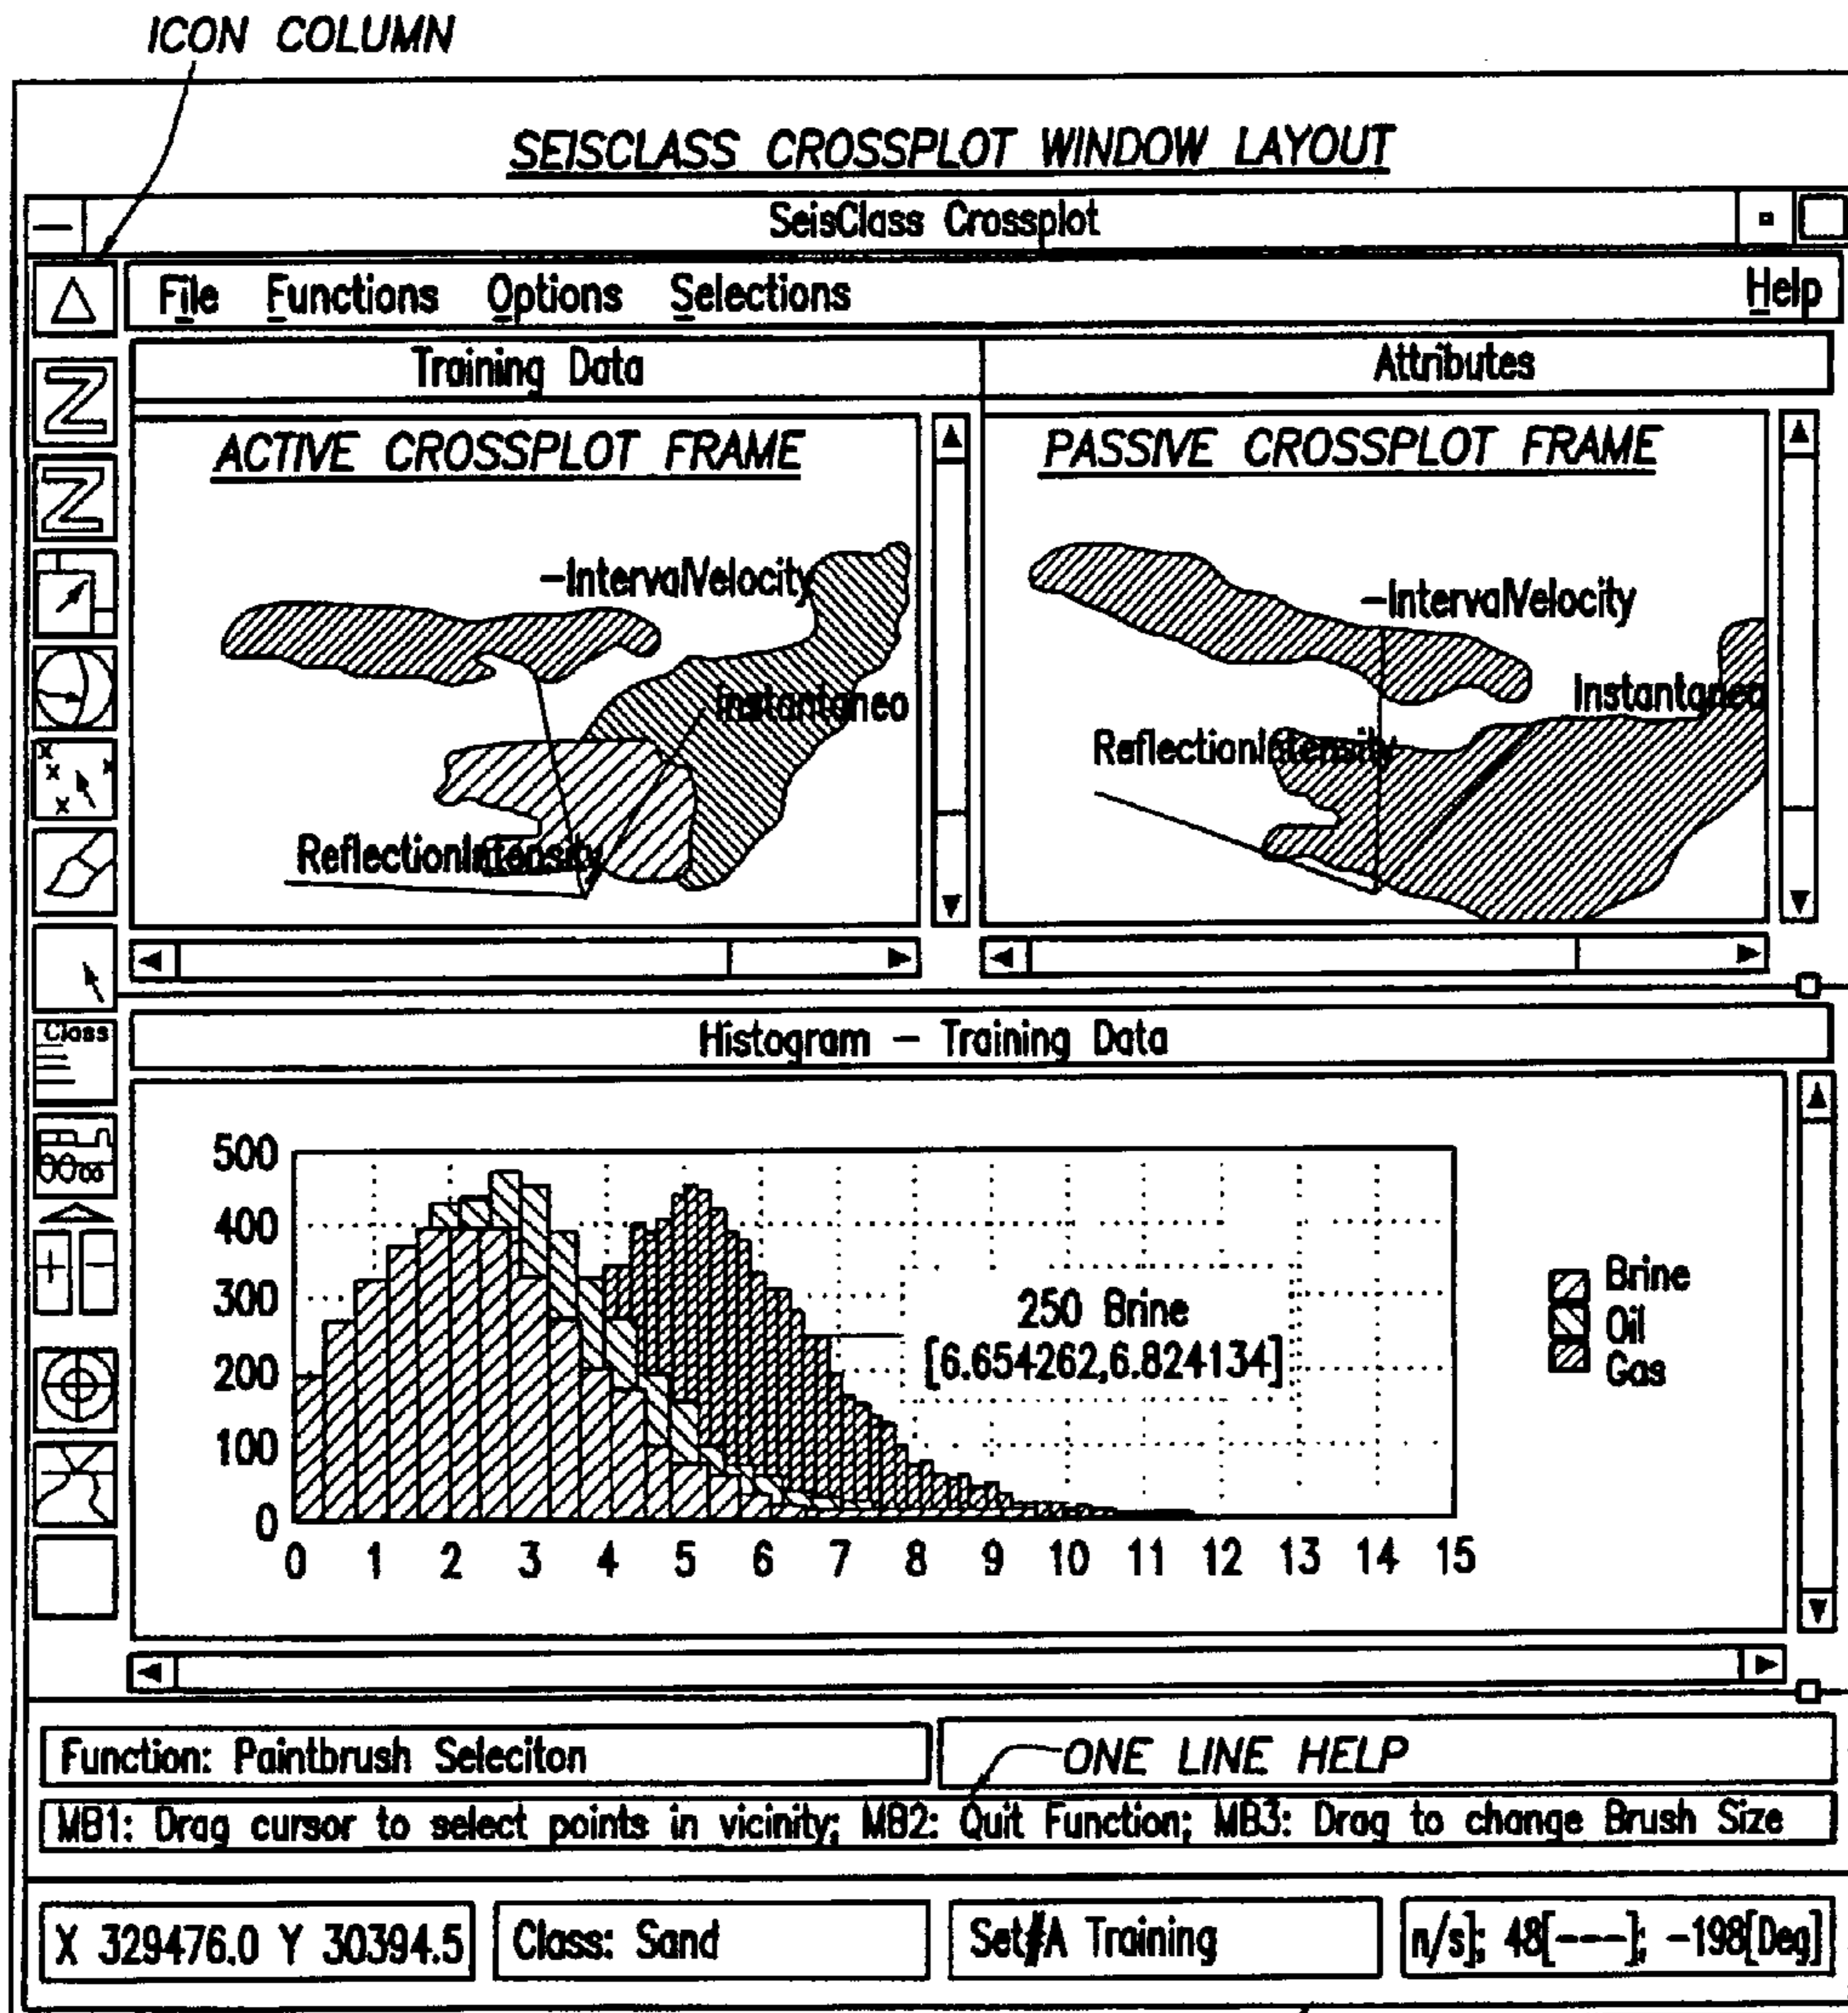 ICON COLUMN
SEISCLASS CROSSPLOT WINDOW LAYOUT
SeisClass Crossplot
File Functions Options Selections Help
Training Data Attributes
ACTIVE CROSSPLOT FRAME
-IntervalVelocity
Instantaneo
ReflectionIntensity
PASSIVE CROSSPLOT FRAME
-IntervalVelocity
Instantaneo
ReflectionIntensity
Class
Histogram - Training Data
500
400
300
200
100
0
0 1 2 3 4 5 6 7 8 9 10 11 12 13 14 15
250 Brine
[6.654262,6.824134]
Brine
Oil
Gas
Function: Paintbrush Seleciton
ONE LINE HELP
MB1: Drag cursor to select points in vicinity; MB2: Quit Function; MB3: Drag to change Brush Size
X 329476.0 Y 30394.5
Class: Sand
Set#A Training
n/s]; 48[---]; -198[Deg]